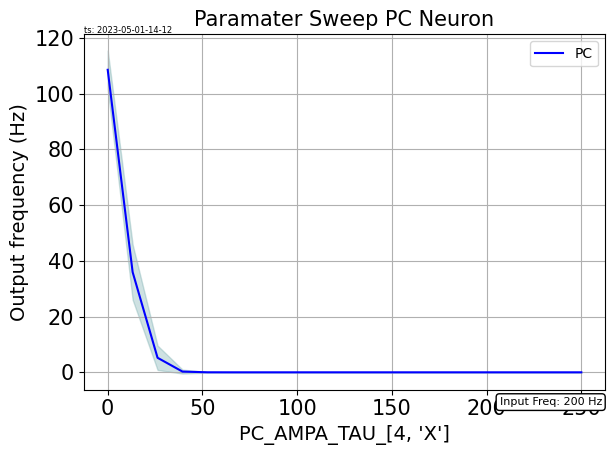 Paramater Sweep PC Neuron
ts: 2023-05-01-14-12
PC
Output frequency (Hz)
120
100
80
60
40
20
0
0 50 100 150 200 250
Input Freq: 200 Hz
PC_AMPA_TAU_[4, 'X']